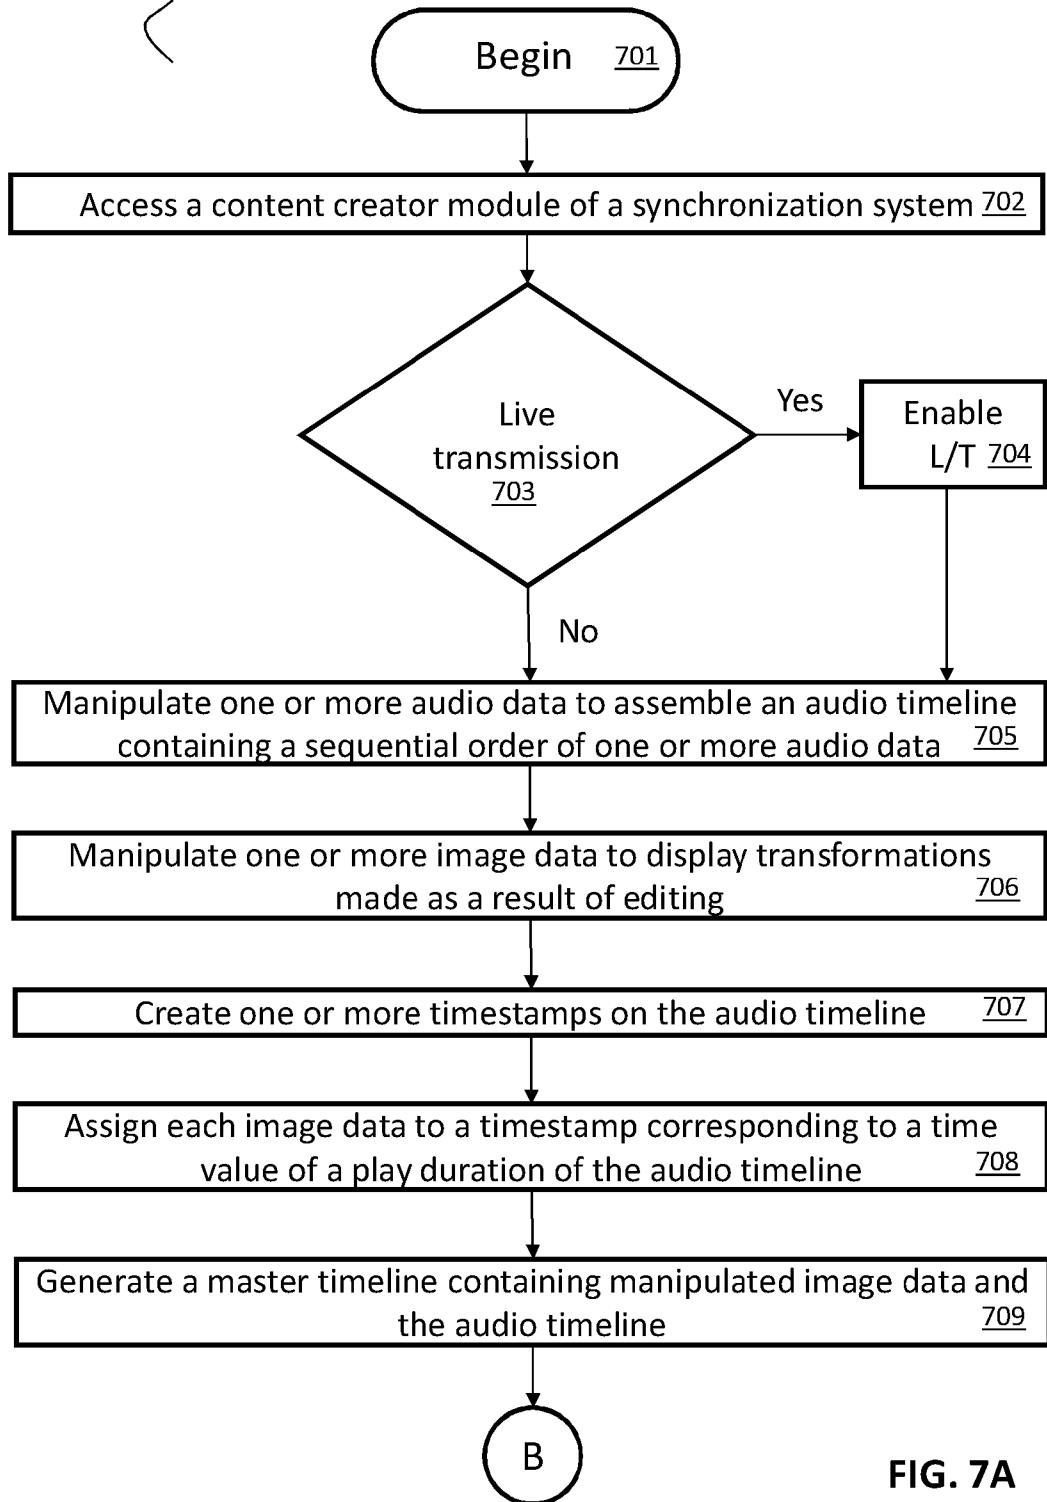 Begin 701
Access a content creator module of a synchronization system 702
Live
transmission
703
Yes
Enable
L/T 704
No
Manipulate one or more audio data to assemble an audio timeline
containing a sequential order of one or more audio data 705
Manipulate one or more image data to display transformations
made as a result of editing 706
Create one or more timestamps on the audio timeline 707
Assign each image data to a timestamp corresponding to a time
value of a play duration of the audio timeline 708
Generate a master timeline containing manipulated image data and
the audio timeline 709
B
FIG. 7A